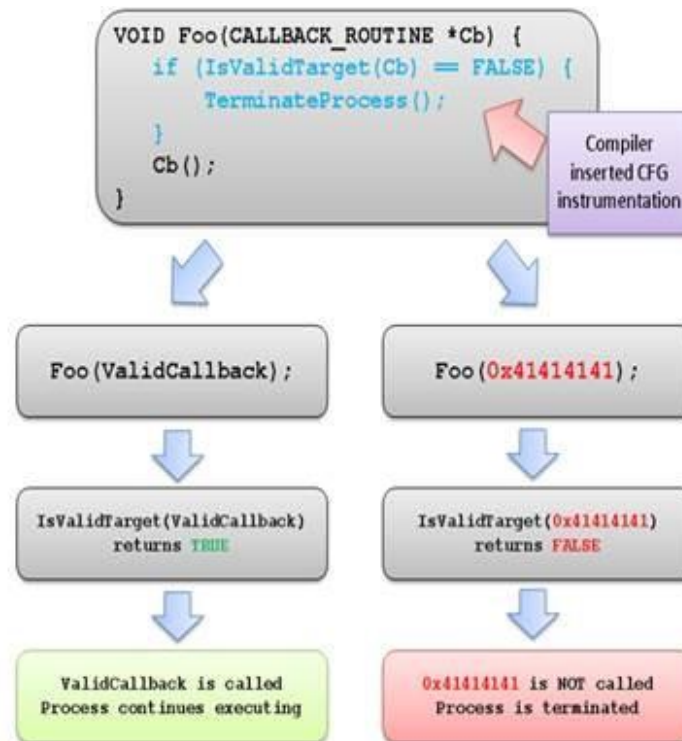 VOID Foo(CALLBACK_ROUTINE *Cb) {
if (IsValidTarget(Cb) == FALSE) {
TerminateProcess();
}
Cb();
}
Compiler
inserted CFG
instrumentation
Foo(ValidCallback);
Foo(0x41414141);
IsValidTarget(ValidCallback)
returns TRUE
IsValidTarget(0x41414141)
returns FALSE
ValidCallback is called
Process continues executing
0x41414141 is NOT called
Process is terminated